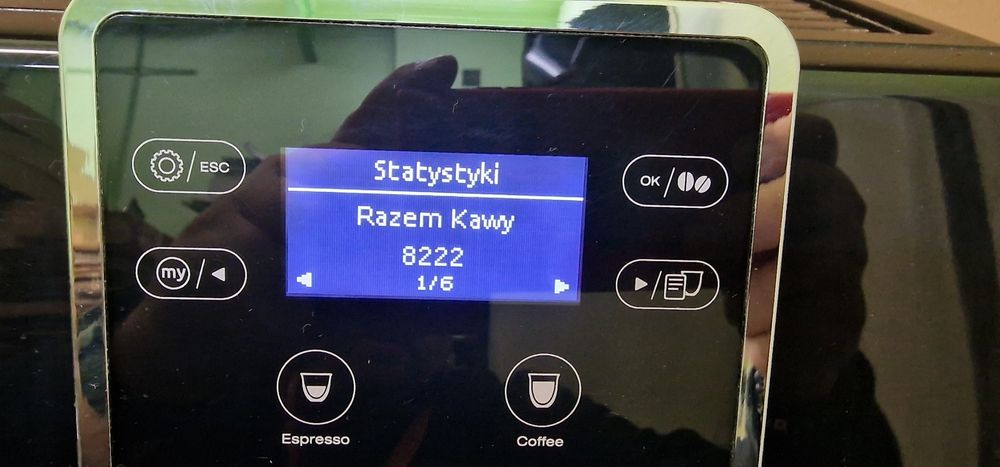 Statystyki
Razem Kawy
8222
1/6
/ESC
OK/
my/
/
Espresso
Coffee